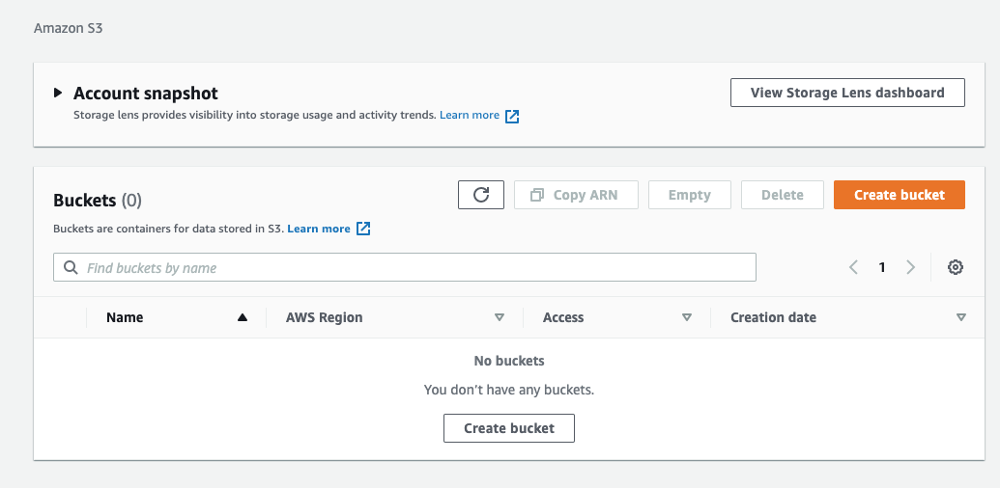 Amazon S3
Account snapshot
View Storage Lens dashboard
Storage lens provides visibility into storage usage and activity trends. Learn more
Buckets (0)
Copy ARN
Empty
Delete
Create bucket
Buckets are containers for data stored in S3. Learn more
Find buckets by name
1
Name AWS Region Access Creation date
No buckets
You don’t have any buckets.
Create bucket